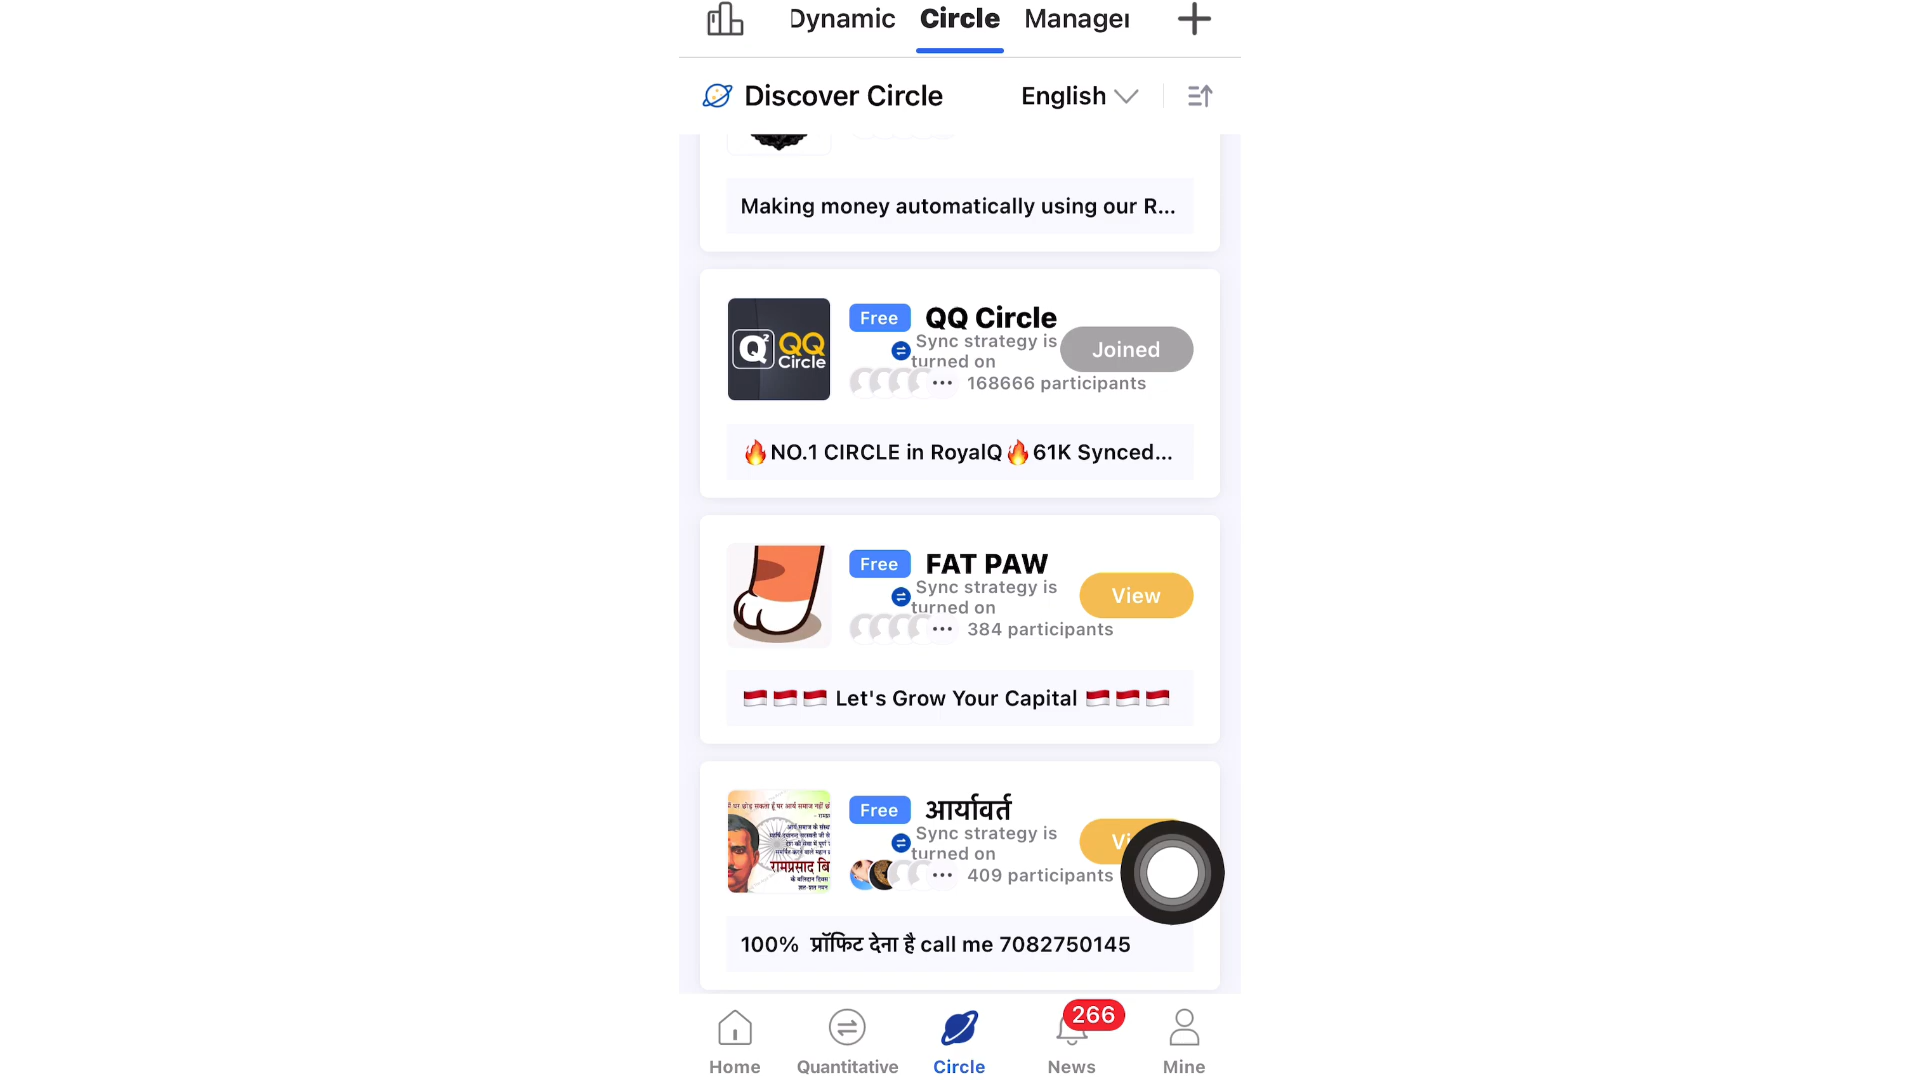 Dynamic Circle Manager
Discover Circle English
Making money automatically using our R...
Q² QQ Circle
Free QQ Circle
Sync strategy is turned on
Joined
168666 participants
🔥NO.1 CIRCLE in RoyalQ🔥61K Synced...
Free FAT PAW
Sync strategy is turned on
View
384 participants
🇮🇩🇮🇩🇮🇩 Let's Grow Your Capital 🇮🇩🇮🇩🇮🇩
Free आर्यावर्त
Sync strategy is turned on
409 participants
रामप्रसाद बि
100% प्रॉफिट देना है call me 7082750145
266
Home Quantitative Circle News Mine